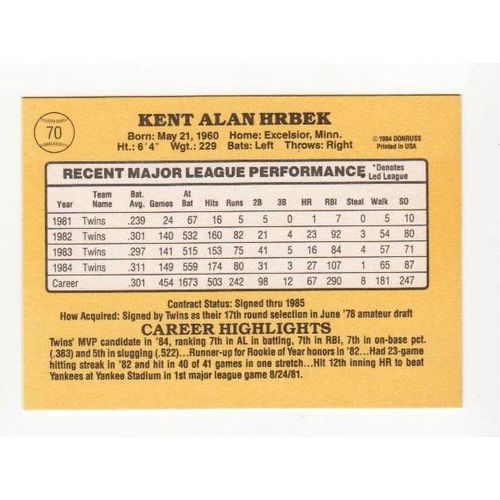 70
KENT ALAN HRBEK
Born: May 21, 1960 Home: Excelsior, Minn.
Ht.: 6'4" Wgt.: 229 Bats: Left Throws: Right
©1984 DONRUSS
Printed in USA
RECENT MAJOR LEAGUE PERFORMANCE *Denotes Led League
Year Team Name Bat. Avg. Games At Bat Hits Runs 2B 3B HR RBI Steal Walk SO
1981 Twins .239 24 67 16 5 5 0 1 7 0 5 10
1982 Twins .301 140 532 160 82 21 4 23 92 3 54 80
1983 Twins .297 141 515 153 75 41 5 16 84 4 57 71
1984 Twins .311 149 559 174 80 31 3 27 107 1 65 87
Career .301 454 1673 503 242 98 12 67 290 8 181 247
Contract Status: Signed thru 1985
How Acquired: Signed by Twins as their 17th round selection in June '78 amateur draft
CAREER HIGHLIGHTS
Twins' MVP candidate in '84, ranking 7th in AL in batting, 7th in RBI, 7th in on-base pct.
(.383) and 5th in slugging (.522)...Runner-up for Rookie of Year honors in '82...Had 23-game
hitting streak in '82 and hit in 40 of 41 games in one stretch...Hit 12th inning HR to beat
Yankees at Yankee Stadium in 1st major league game 8/24/81.